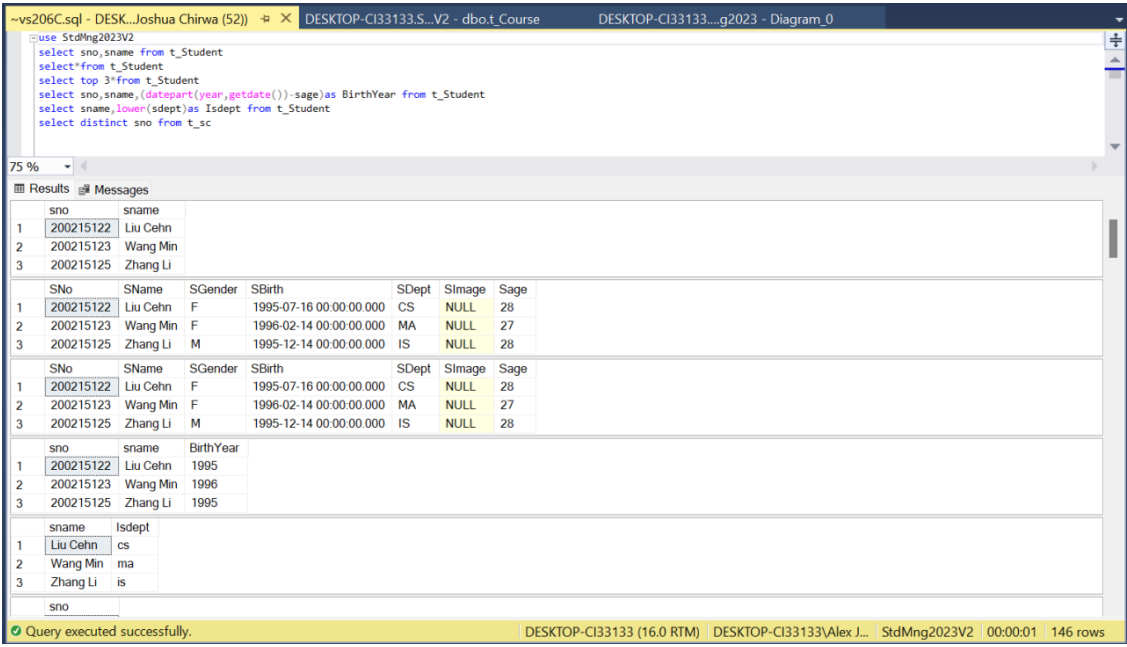 ~vs206C.sql - DESK...Joshua Chirwa (52)) DESKTOP-CI33133.S...V2 - dbo.t_Course DESKTOP-CI33133....g2023 - Diagram_0
use StdMng2023V2
select sno,sname from t_Student
select*from t_Student
select top 3*from t_Student
select sno,sname,(datepart(year,getdate())-sage)as BirthYear from t_Student
select sname,lower(sdept)as Isdept from t_Student
select distinct sno from t_sc
75 %
Results Messages
sno sname
1 200215122 Liu Cehn
2 200215123 Wang Min
3 200215125 Zhang Li
SNo SName SGender SBirth SDept SImage Sage
1 200215122 Liu Cehn F 1995-07-16 00:00:00.000 CS NULL 28
2 200215123 Wang Min F 1996-02-14 00:00:00.000 MA NULL 27
3 200215125 Zhang Li M 1995-12-14 00:00:00.000 IS NULL 28
SNo SName SGender SBirth SDept SImage Sage
1 200215122 Liu Cehn F 1995-07-16 00:00:00.000 CS NULL 28
2 200215123 Wang Min F 1996-02-14 00:00:00.000 MA NULL 27
3 200215125 Zhang Li M 1995-12-14 00:00:00.000 IS NULL 28
sno sname BirthYear
1 200215122 Liu Cehn 1995
2 200215123 Wang Min 1996
3 200215125 Zhang Li 1995
sname Isdept
1 Liu Cehn cs
2 Wang Min ma
3 Zhang Li is
sno
Query executed successfully. DESKTOP-CI33133 (16.0 RTM) DESKTOP-CI33133\Alex J... StdMng2023V2 00:00:01 146 rows